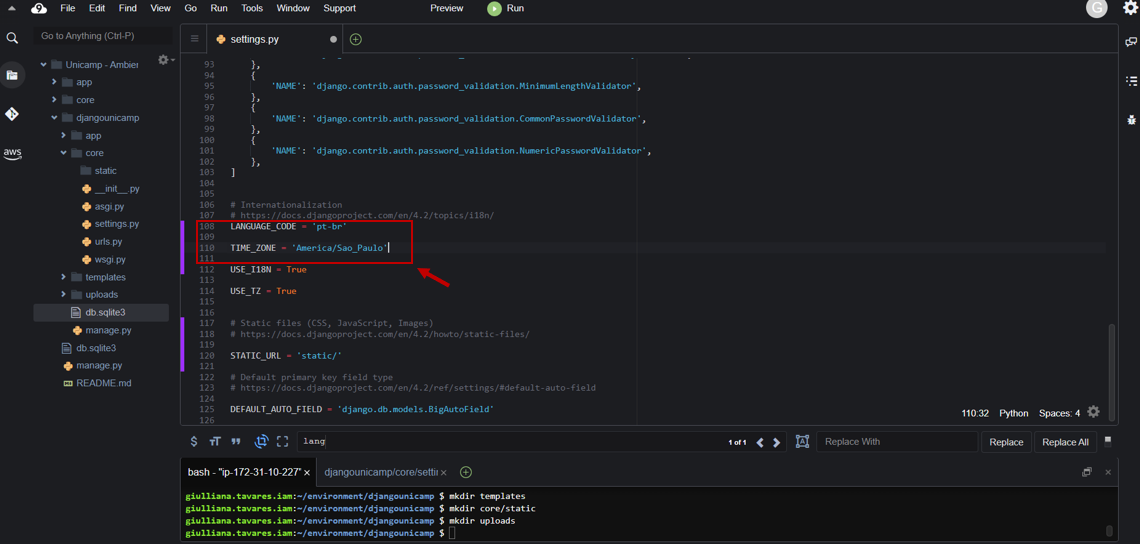 File Edit Find View Go Run Tools Window Support Preview Run G
Go to Anything (Ctrl-P)
settings.py
Unicamp - Ambien
app
core
djangounicamp
app
core
static
__init__.py
asgi.py
settings.py
urls.py
wsgi.py
templates
uploads
db.sqlite3
manage.py
db.sqlite3
manage.py
README.md
aws
93 },
94 {
95 'NAME': 'django.contrib.auth.password_validation.MinimumLengthValidator',
96 },
97 {
98 'NAME': 'django.contrib.auth.password_validation.CommonPasswordValidator',
99 },
100 {
101 'NAME': 'django.contrib.auth.password_validation.NumericPasswordValidator',
102 },
103 ]
104
105
106 # Internationalization
107 # https://docs.djangoproject.com/en/4.2/topics/i18n/
108 LANGUAGE_CODE = 'pt-br'
109
110 TIME_ZONE = 'America/Sao_Paulo'
111
112 USE_I18N = True
113
114 USE_TZ = True
115
116
117 # Static files (CSS, JavaScript, Images)
118 # https://docs.djangoproject.com/en/4.2/howto/static-files/
119
120 STATIC_URL = 'static/'
121
122 # Default primary key field type
123 # https://docs.djangoproject.com/en/4.2/ref/settings/#default-auto-field
124
125 DEFAULT_AUTO_FIELD = 'django.db.models.BigAutoField'
126
110:32 Python Spaces: 4
lang 1 of 1 Replace With Replace Replace All
bash - "ip-172-31-10-227" × djangounicamp/core/settin ×
giulliana.tavares.iam:~/environment/djangounicamp $ mkdir templates
giulliana.tavares.iam:~/environment/djangounicamp $ mkdir core/static
giulliana.tavares.iam:~/environment/djangounicamp $ mkdir uploads
giulliana.tavares.iam:~/environment/djangounicamp $